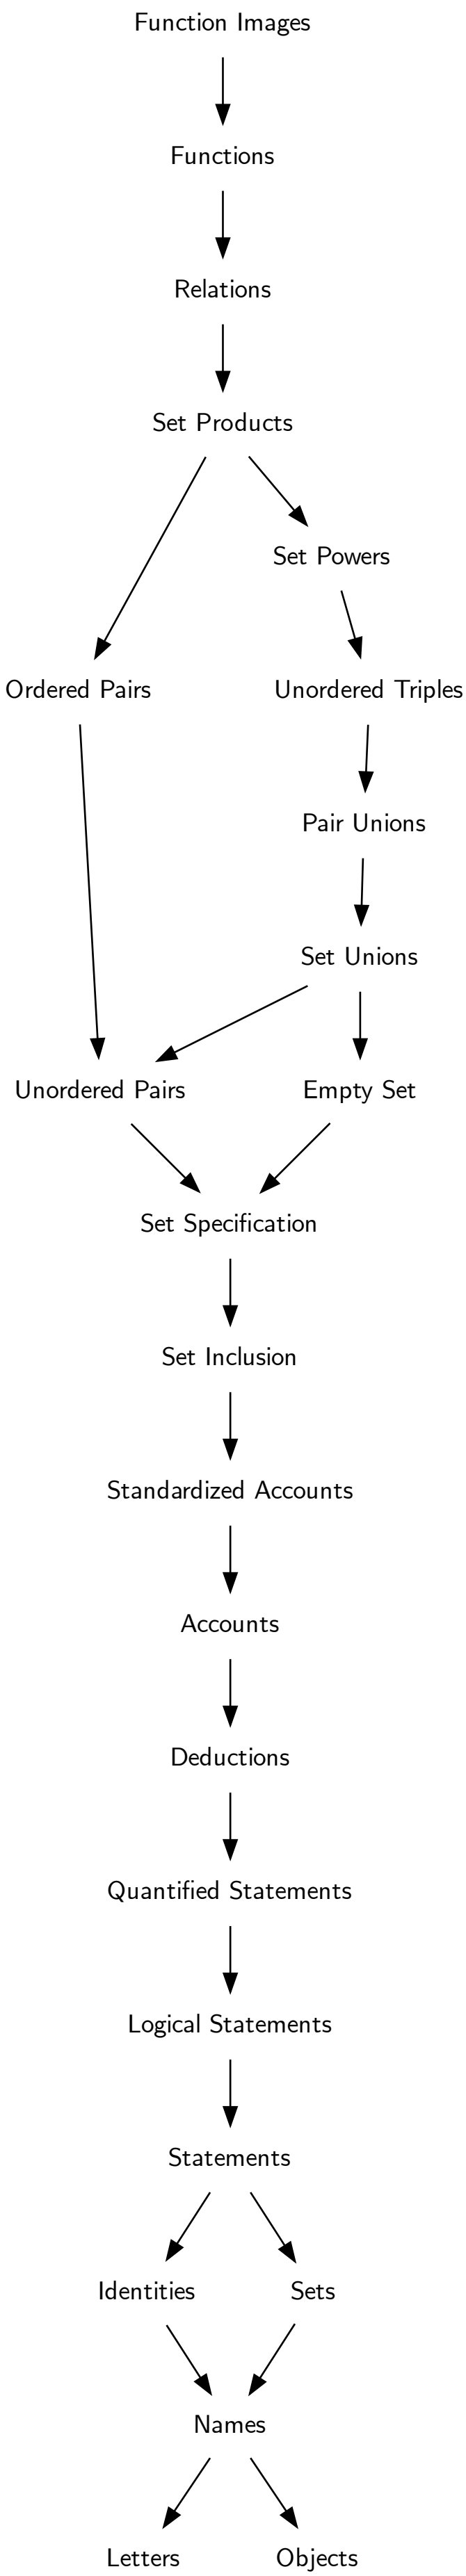 Function Images
Functions
Relations
Set Products
Set Powers
Ordered Pairs
Unordered Triples
Pair Unions
Set Unions
Unordered Pairs
Empty Set
Set Specification
Set Inclusion
Standardized Accounts
Accounts
Deductions
Quantified Statements
Logical Statements
Statements
Identities
Sets
Names
Letters
Objects